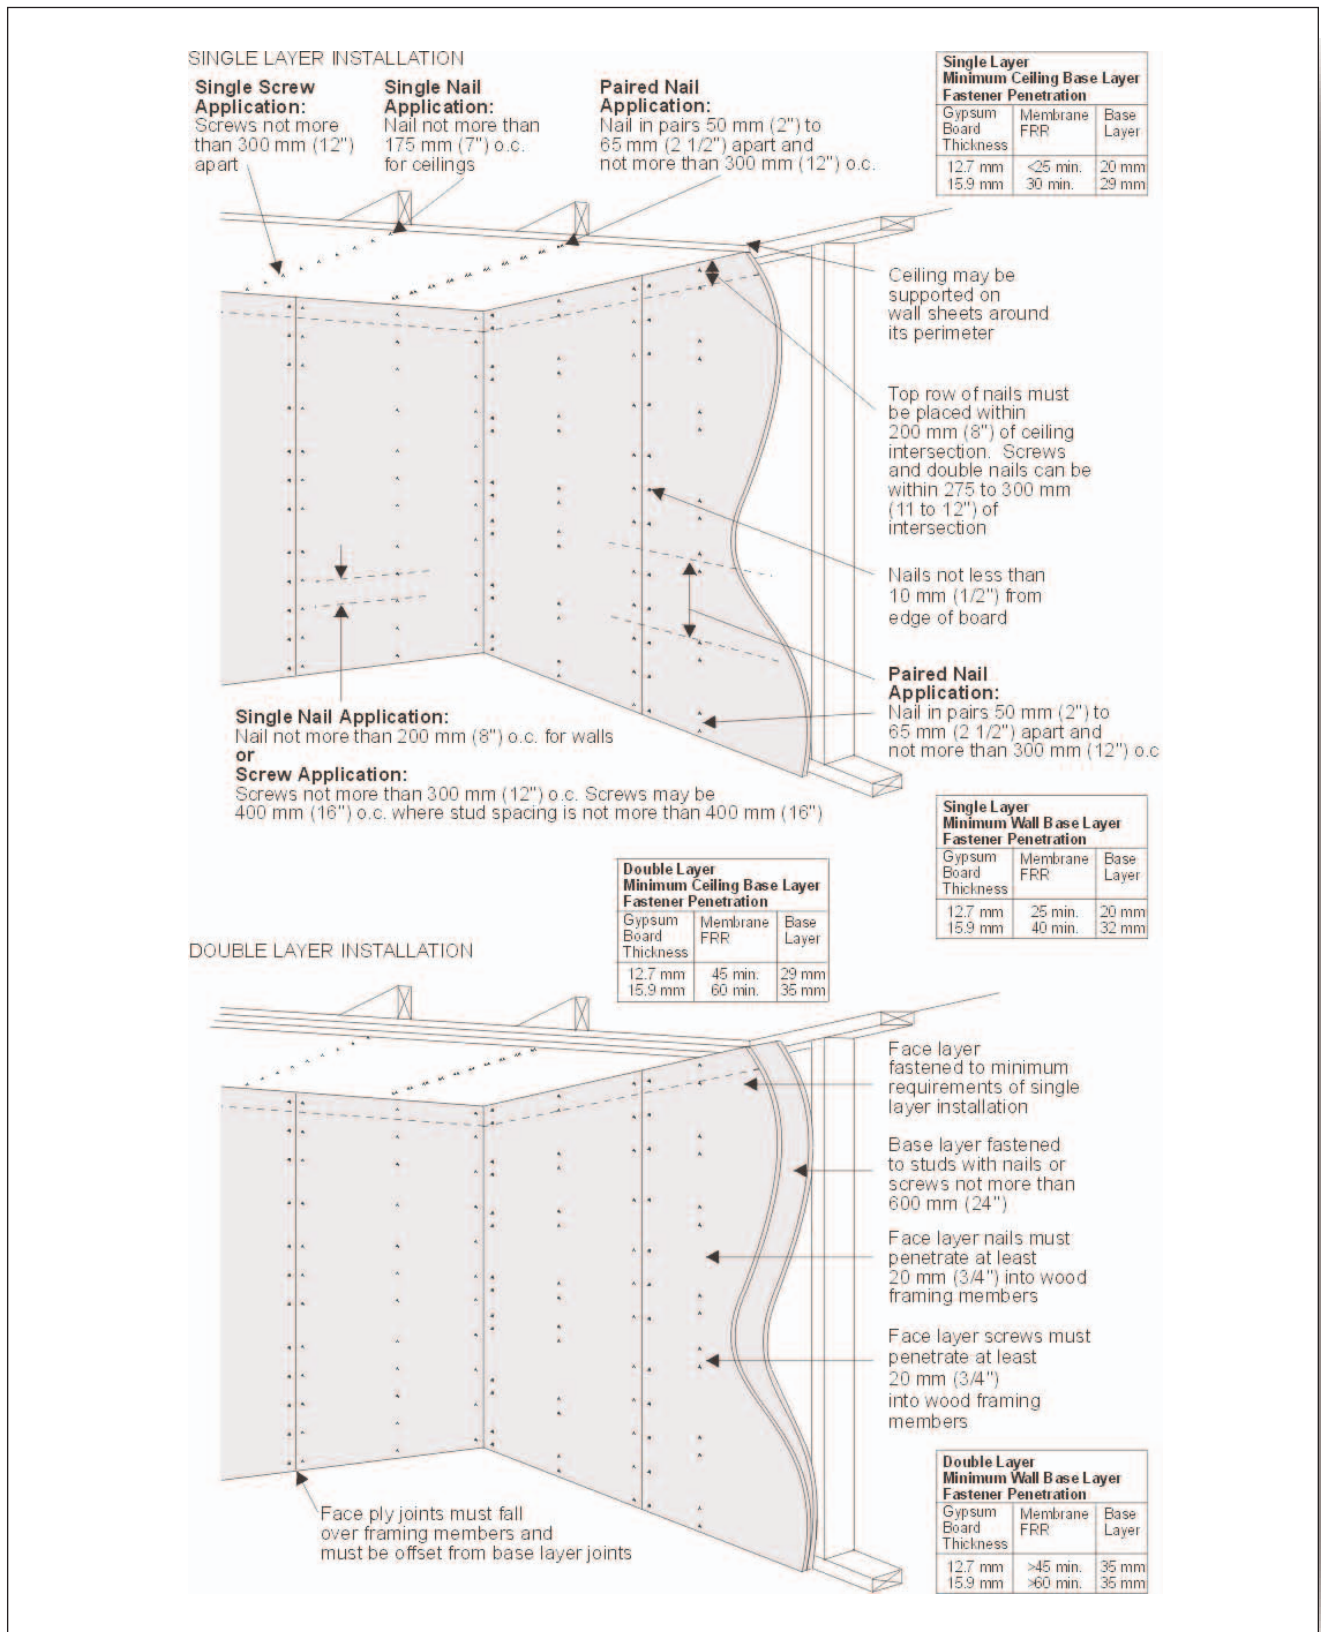 SINGLE LAYER INSTALLATION
Single Screw
Application:
Screws not more
than 300 mm (12")
apart
Single Nail
Application:
Nail not more than
175 mm (7") o.c.
for ceilings
Paired Nail
Application:
Nail in pairs 50 mm (2") to
65 mm (2 1/2") apart and
not more than 300 mm (12") o.c.
Single Layer
Minimum Ceiling Base Layer
Fastener Penetration
Gypsum Membrane Base
Board FRR Layer
Thickness
12.7 mm <25 min. 20 mm
15.9 mm 30 min. 29 mm
Ceiling may be
supported on
wall sheets around
its perimeter
Top row of nails must
be placed within
200 mm (8") of ceiling
intersection. Screws
and double nails can be
within 275 to 300 mm
(11 to 12") of
intersection
Nails not less than
10 mm (1/2") from
edge of board
Paired Nail
Application:
Nail in pairs 50 mm (2") to
65 mm (2 1/2") apart and
not more than 300 mm (12") o.c
Single Nail Application:
Nail not more than 200 mm (8") o.c. for walls
or
Screw Application:
Screws not more than 300 mm (12") o.c. Screws may be
400 mm (16") o.c. where stud spacing is not more than 400 mm (16")
Single Layer
Minimum Wall Base Layer
Fastener Penetration
Gypsum Membrane Base
Board FRR Layer
Thickness
12.7 mm 25 min. 20 mm
15.9 mm 40 min. 32 mm
Double Layer
Minimum Ceiling Base Layer
Fastener Penetration
Gypsum Membrane Base
Board FRR Layer
Thickness
12.7 mm 45 min. 29 mm
15.9 mm 60 min. 35 mm
DOUBLE LAYER INSTALLATION
Face layer
fastened to minimum
requirements of single
layer installation
Base layer fastened
to studs with nails or
screws not more than
600 mm (24")
Face layer nails must
penetrate at least
20 mm (3/4") into wood
framing members
Face layer screws must
penetrate at least
20 mm (3/4")
into wood framing
members
Face ply joints must fall
over framing members and
must be offset from base layer joints
Double Layer
Minimum Wall Base Layer
Fastener Penetration
Gypsum Membrane Base
Board FRR Layer
Thickness
12.7 mm >45 min. 35 mm
15.9 mm >60 min. 35 mm